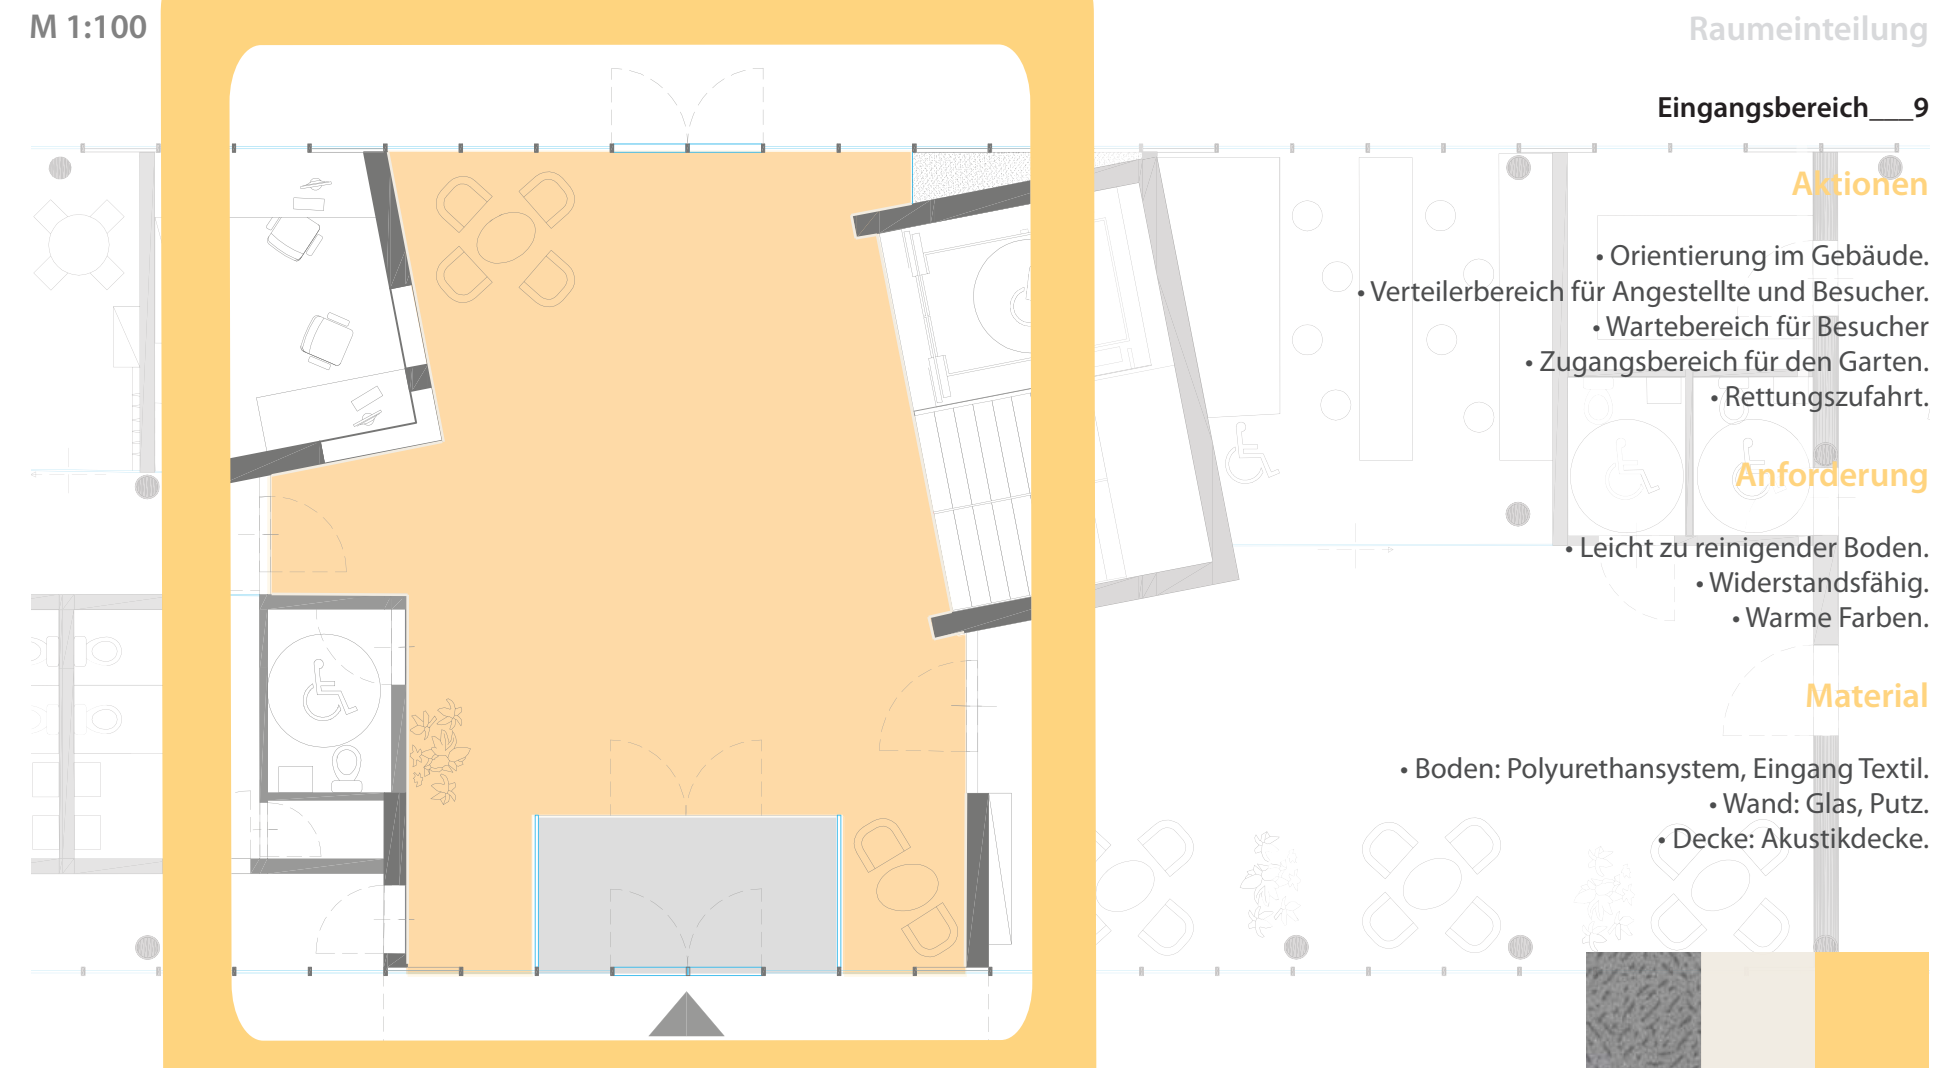 M 1:100
Raumeinteilung
Eingangsbereich___9
Aktionen
• Orientierung im Gebäude.
• Verteilerbereich für Angestellte und Besucher.
• Wartebereich für Besucher
• Zugangsbereich für den Garten.
• Rettungszufahrt.
Anforderung
• Leicht zu reinigender Boden.
• Widerstandsfähig.
• Warme Farben.
Material
• Boden: Polyurethansystem, Eingang Textil.
• Wand: Glas, Putz.
• Decke: Akustikdecke.